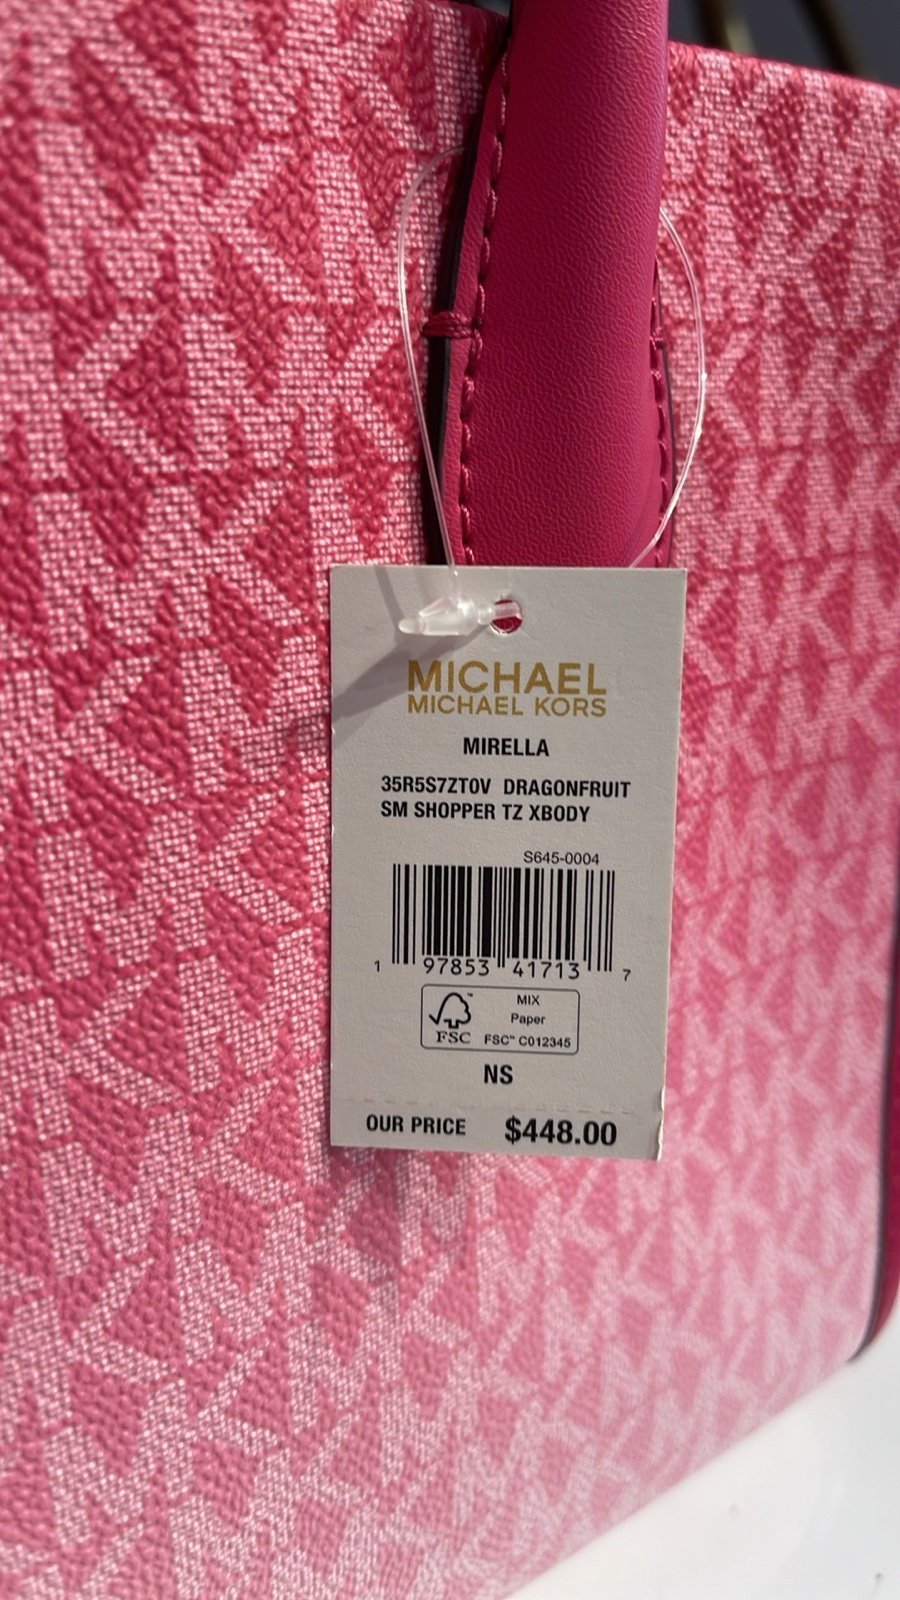 MICHAEL
MICHAEL KORS
MIRELLA
35R5S7ZT0V DRAGONFRUIT
SM SHOPPER TZ XBODY
S645-0004
1 97853 41713 7
MIX
Paper
FSC™ FSC™ C012345
NS
OUR PRICE $448.00